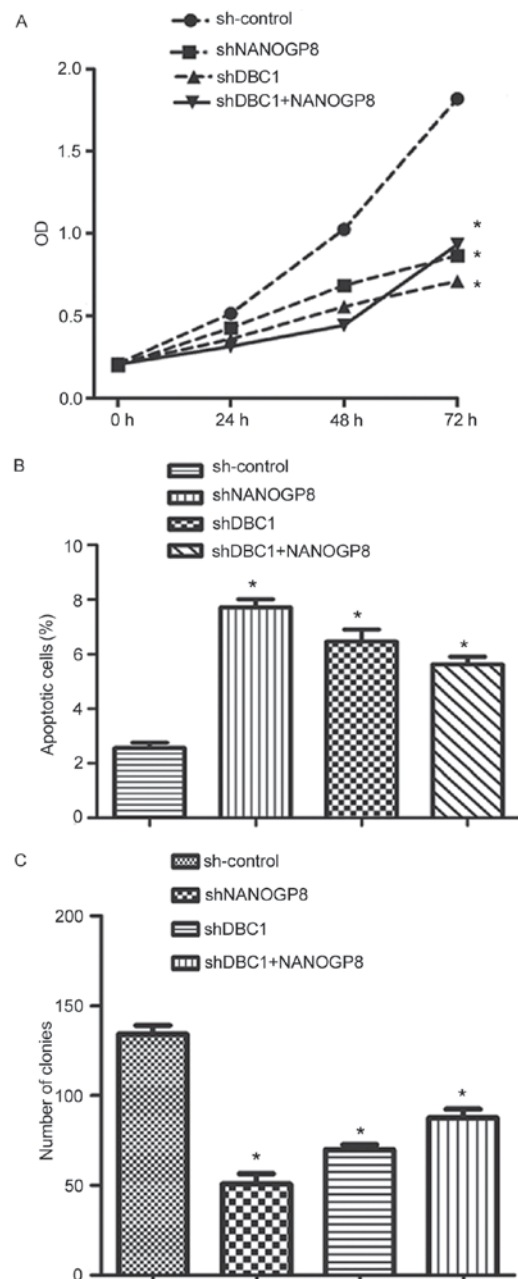 A
sh-control
shNANOGP8
shDBC1
shDBC1+NANOGP8
2.0
1.5
1.0
0.5
0.0
OD
*
*
*
0 h 24 h 48 h 72 h
B
sh-control
shNANOGP8
shDBC1
shDBC1+NANOGP8
10
8
6
4
2
0
Apoptotic cells (%)
* * *
C
sh-control
shNANOGP8
shDBC1
shDBC1+NANOGP8
200
150
100
50
0
Number of clonies
* * *